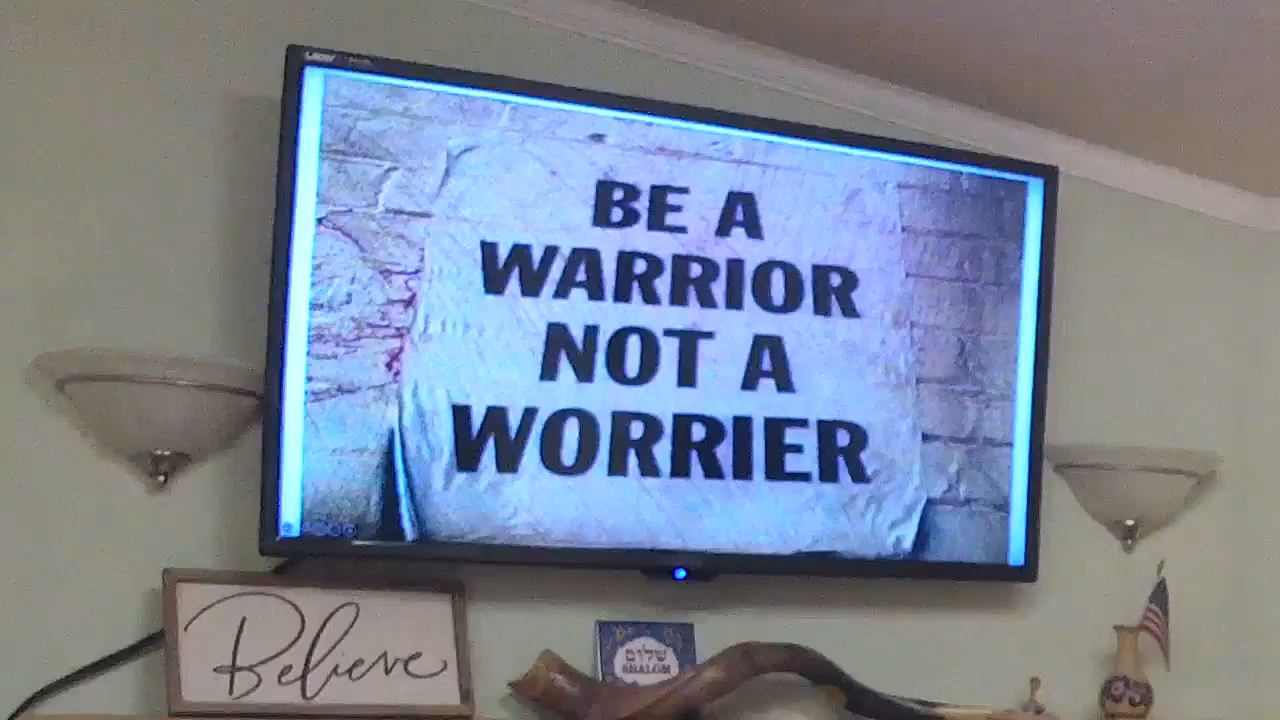 BE A
WARRIOR
NOT A
WORRIER
Believe
שלום
SHALOM